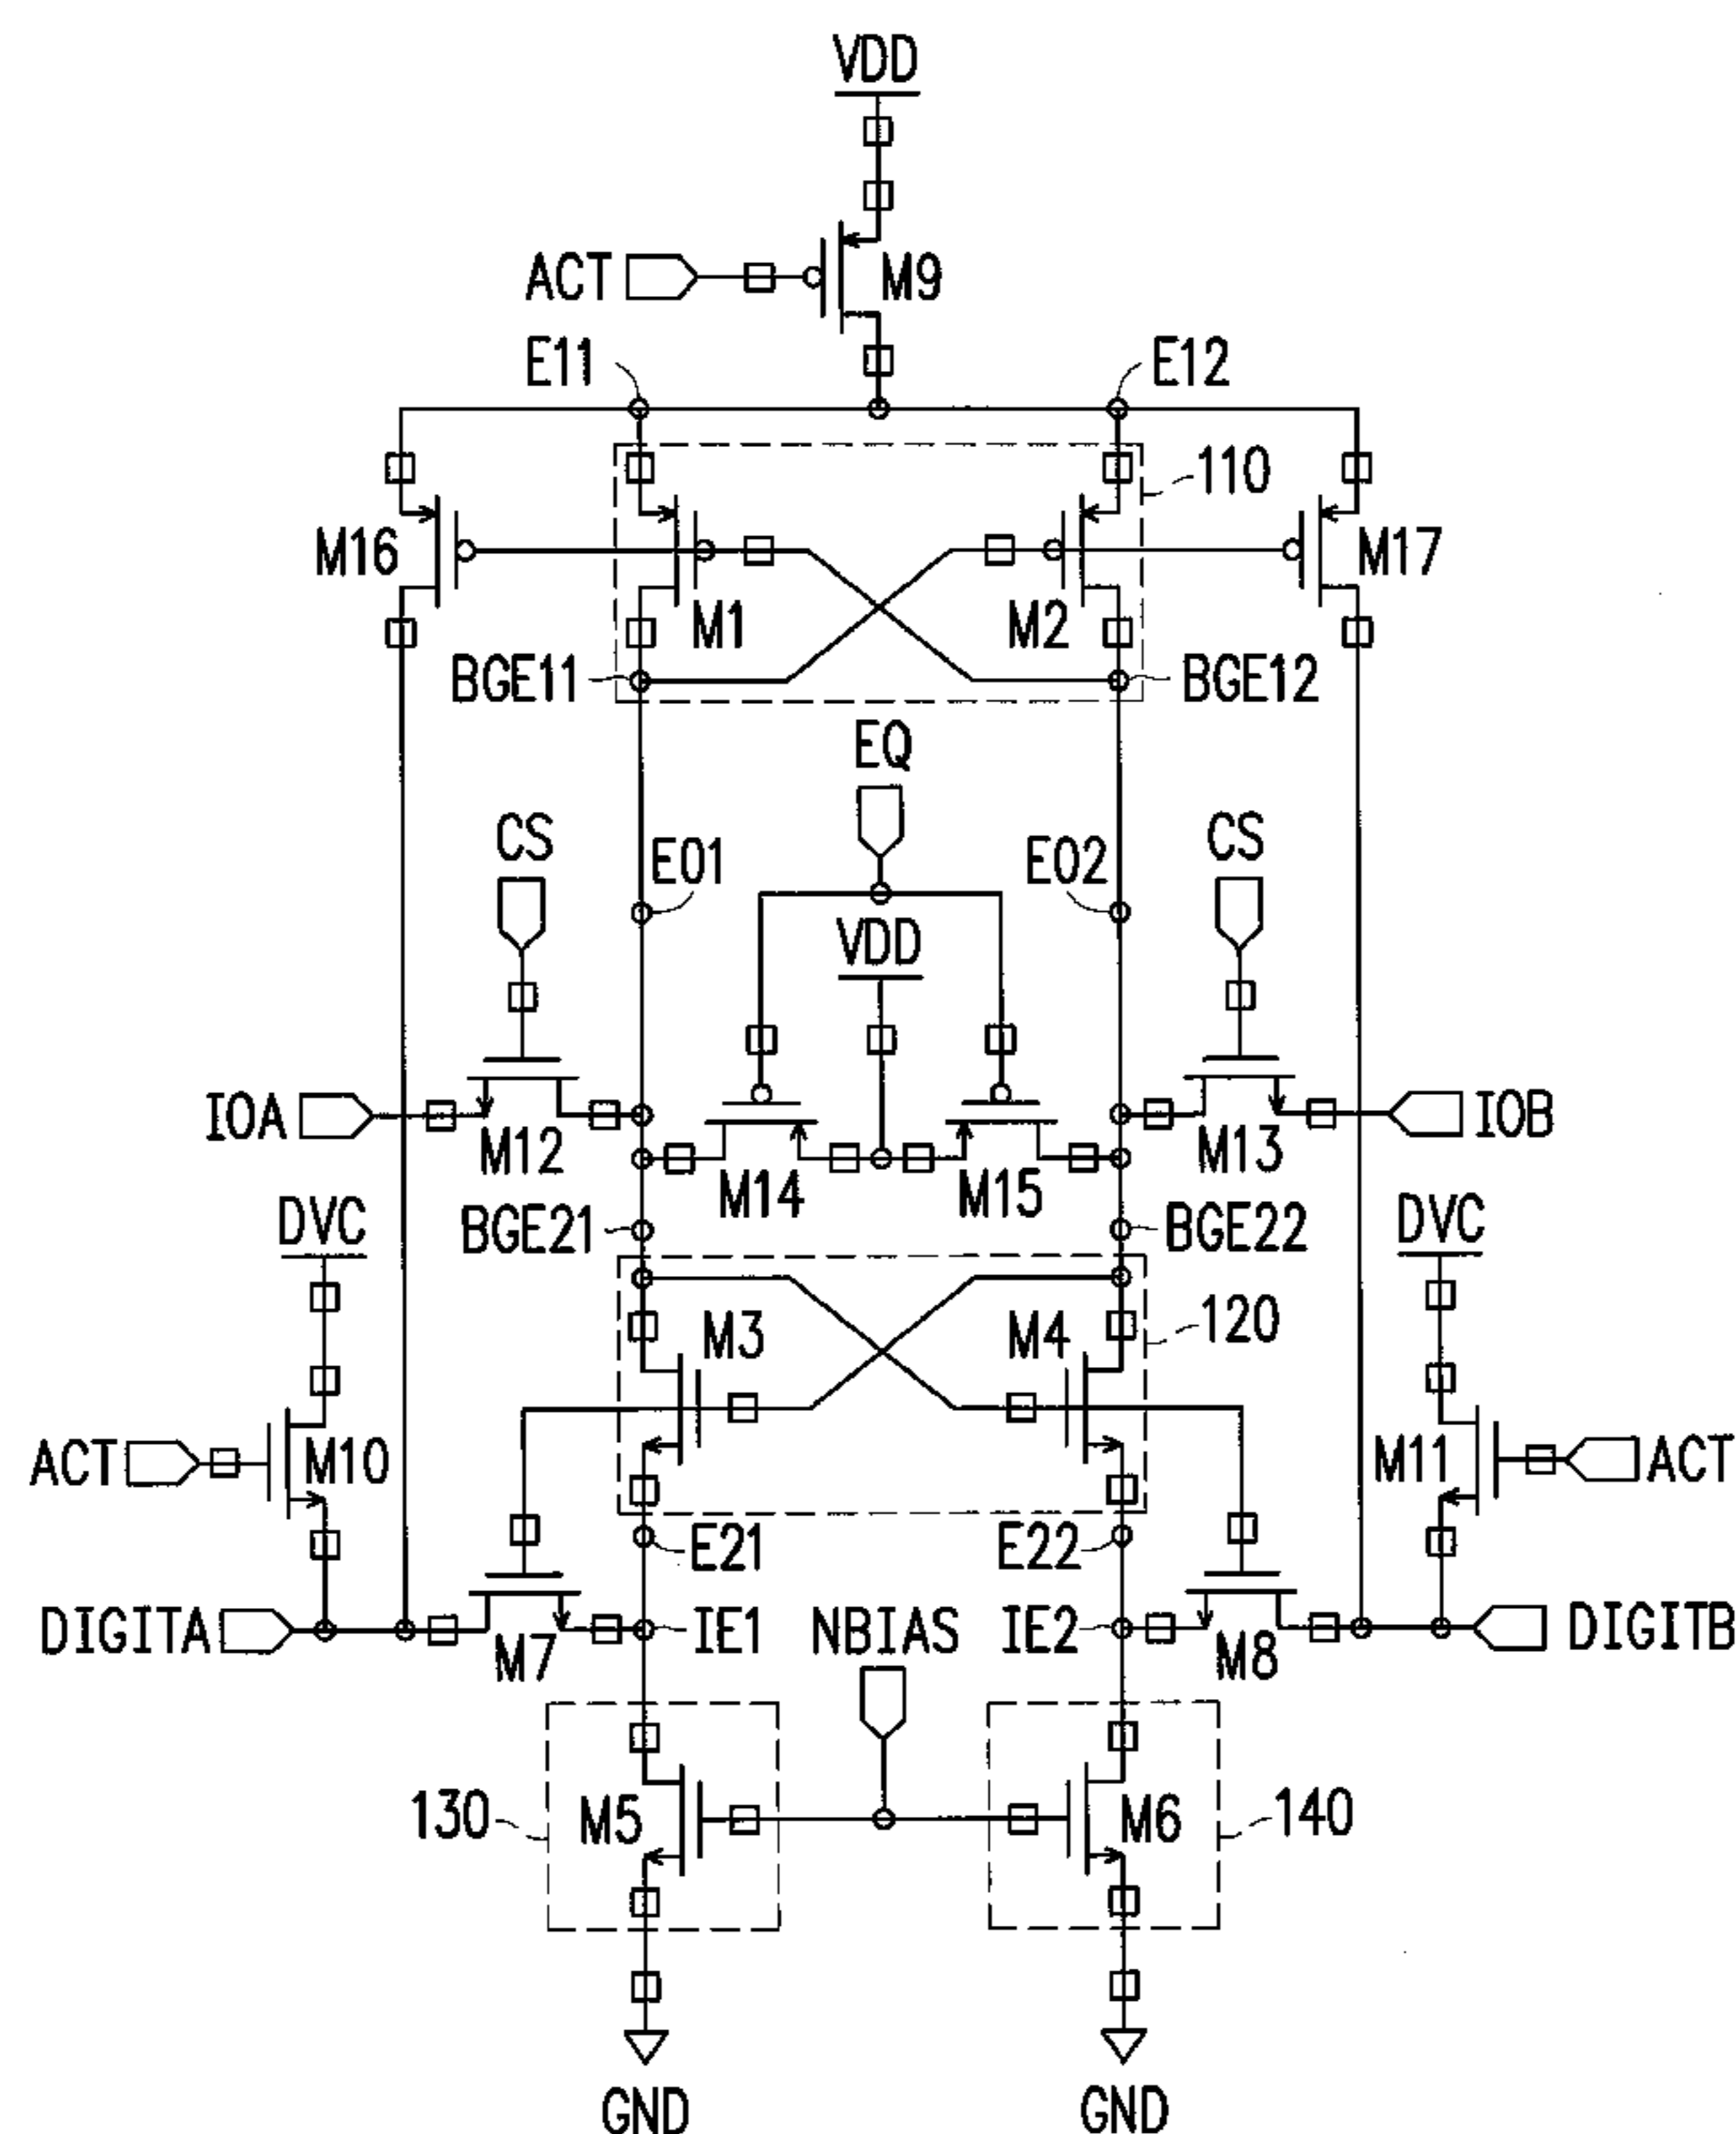 VDD
ACT
M9
E11
E12
110
M16
M1
M2
M17
BGE11
BGE12
EQ
CS
E01
E02
CS
VDD
IOA
M12
M14
M15
M13
IOB
DVC
BGE21
BGE22
DVC
M3
M4
120
ACT
M10
M11
ACT
E21
E22
DIGITA
M7
IE1
NBIAS
IE2
M8
DIGITB
130
M5
M6
140
GND
GND